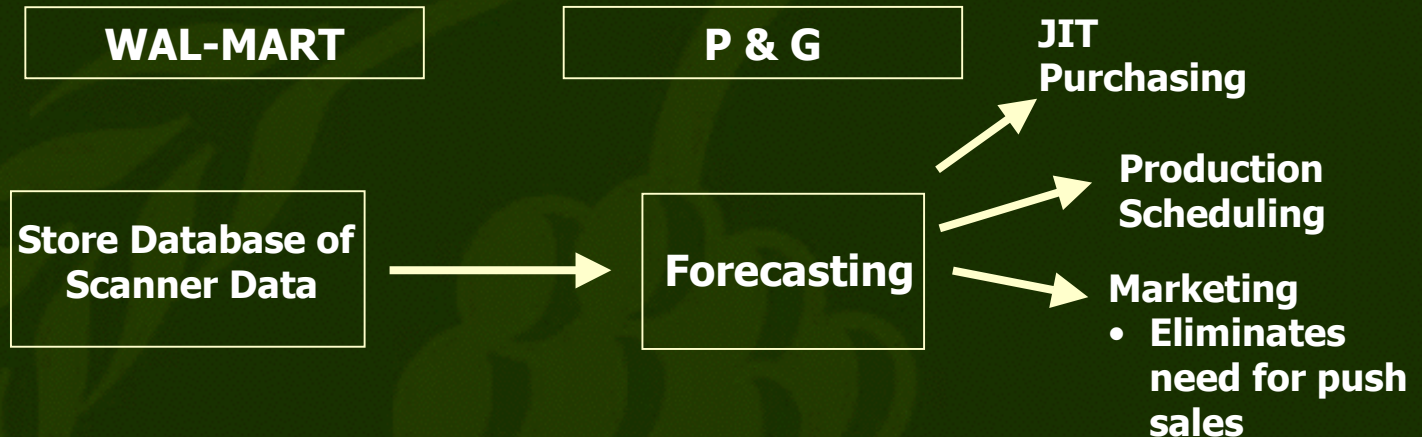 WAL-MART
P & G
JIT
Purchasing
Store Database of
Scanner Data
Forecasting
Production
Scheduling
Marketing
• Eliminates
need for push
sales